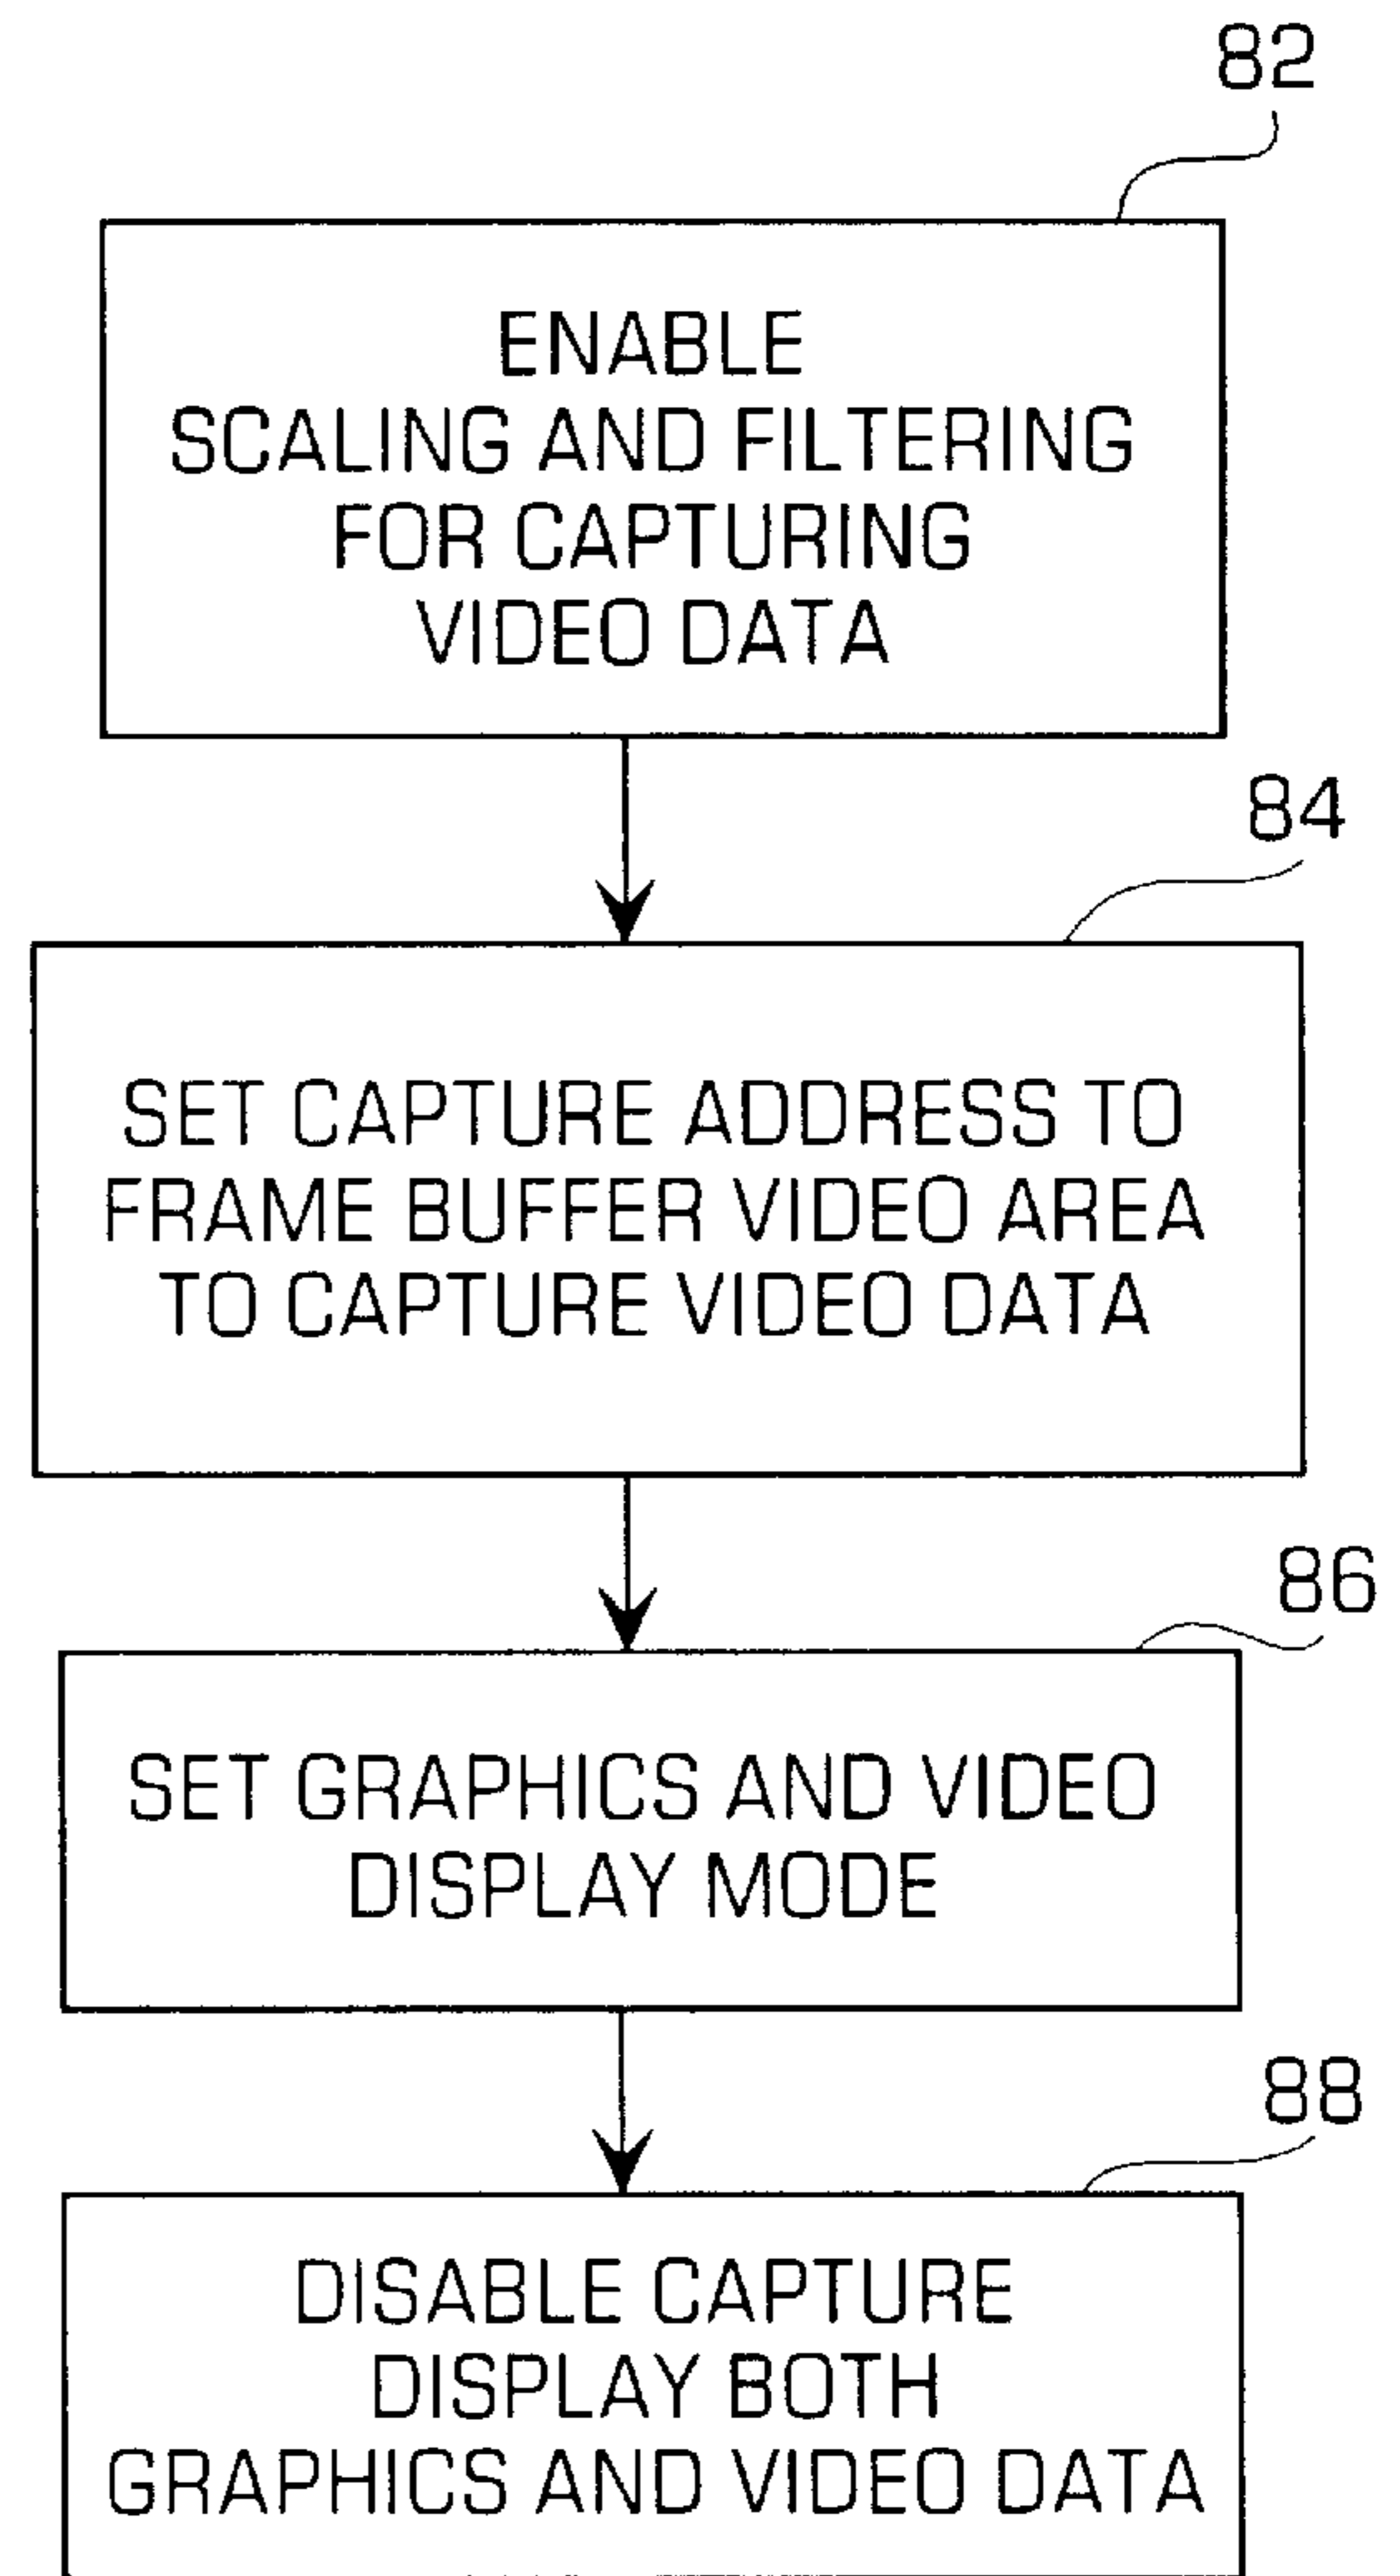 82
ENABLE
SCALING AND FILTERING
FOR CAPTURING
VIDEO DATA
84
SET CAPTURE ADDRESS TO
FRAME BUFFER VIDEO AREA
TO CAPTURE VIDEO DATA
86
SET GRAPHICS AND VIDEO
DISPLAY MODE
88
DISABLE CAPTURE
DISPLAY BOTH
GRAPHICS AND VIDEO DATA